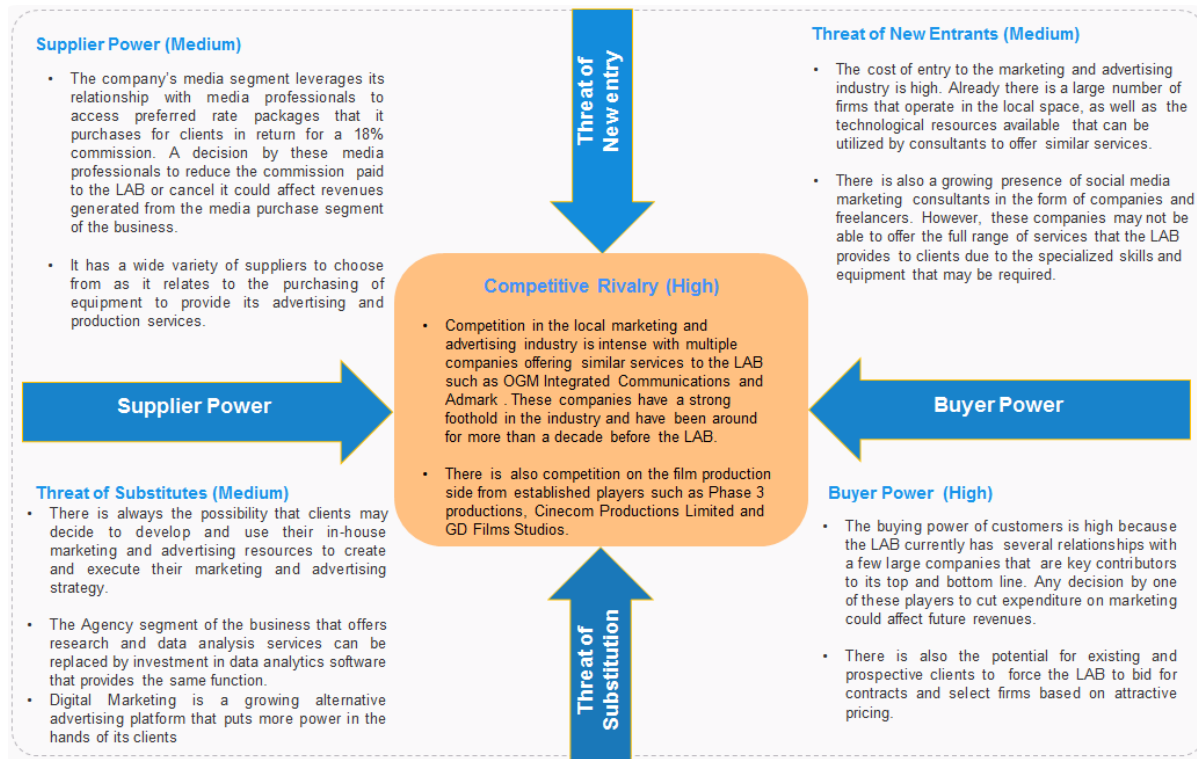 Supplier Power (Medium)
• The company's media segment leverages its
relationship with media professionals to
access preferred rate packages that it
purchases for clients in return for a 18%
commission. A decision by these media
professionals to reduce the commission paid
to the LAB or cancel it could affect revenues
generated from the media purchase segment
of the business.
• It has a wide variety of suppliers to choose
from as it relates to the purchasing of
equipment to provide its advertising and
production services.
Threat of
New entry
Threat of New Entrants (Medium)
• The cost of entry to the marketing and advertising
industry is high. Already there is a large number of
firms that operate in the local space, as well as the
technological resources available that can be
utilized by consultants to offer similar services.
• There is also a growing presence of social media
marketing consultants in the form of companies and
freelancers. However, these companies may not be
able to offer the full range of services that the LAB
provides to clients due to the specialized skills and
equipment that may be required.
Competitive Rivalry (High)
• Competition in the local marketing and
advertising industry is intense with multiple
companies offering similar services to the LAB
such as OGM Integrated Communications and
Admark . These companies have a strong
foothold in the industry and have been around
for more than a decade before the LAB.
• There is also competition on the film production
side from established players such as Phase 3
productions, Cinecom Productions Limited and
GD Films Studios.
Supplier Power
Buyer Power
Threat of Substitutes (Medium)
• There is always the possibility that clients may
decide to develop and use their in-house
marketing and advertising resources to create
and execute their marketing and advertising
strategy.
• The Agency segment of the business that offers
research and data analysis services can be
replaced by investment in data analytics software
that provides the same function.
• Digital Marketing is a growing alternative
advertising platform that puts more power in the
hands of its clients
Threat of
Substitution
Buyer Power (High)
• The buying power of customers is high because
the LAB currently has several relationships with
a few large companies that are key contributors
to its top and bottom line. Any decision by one
of these players to cut expenditure on marketing
could affect future revenues.
• There is also the potential for existing and
prospective clients to force the LAB to bid for
contracts and select firms based on attractive
pricing.